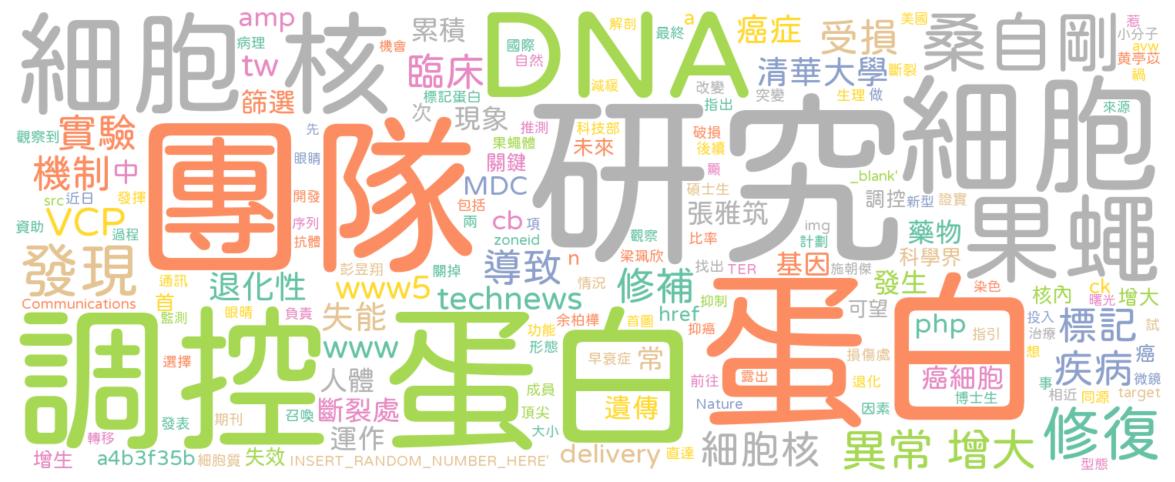 細胞核
DNA
研究
細胞
團隊
果蠅
調控蛋白
蛋白
桑自剛
amp
病理
tw
累積
機會
臨床
標記蛋白
國際
自然
解剖
最終
a
癌症
受損
清華大學
斷裂
美國
惹
小分子
avw
黃亭苡
禍
來源
篩選
實驗
觀察到
機制
中
src
近日
發揮
VCP
資助
過程
發現
先
眼睛
開發
序列
抗體
次
現象
推測
果蠅體
關鍵
MDC
包括
兩
cb
項
zoneid
導致
n
減緩
改變
指出
突變
生理
做
科技部
未來
破損
後續
顯
碩士生
_blank'
調控
新型
證實
張雅筑
img
計劃
觀察
比率
梁珮欣
找出
TER
施朝傑
情況
基因
藥物
科學界
發生
染色
核內
ck
增大
曙光
投入
治療
試
標記
想
疾病
癌
微鏡
事
相近
同源
target
修復
型態
Communications
通訊
首
監測
眼睛
負責
退化性
彭昱翔
關掉
www5
失能
technews
修補
href
抑制
抑癌
可望
php
指引
www
功能
形態
余柏樺
首圖
早衰症
常
損傷處
露出
退化
癌細胞
博士生
選擇
人體
斷裂處
成員
頂尖
大小
遺傳
前往
Nature
因素
運作
發表
期刊
召喚
轉移
增生
a4b3f35b
細胞質
失效
INSERT_RANDOM_NUMBER_HERE'
delivery
直達
細胞核
異常
增大